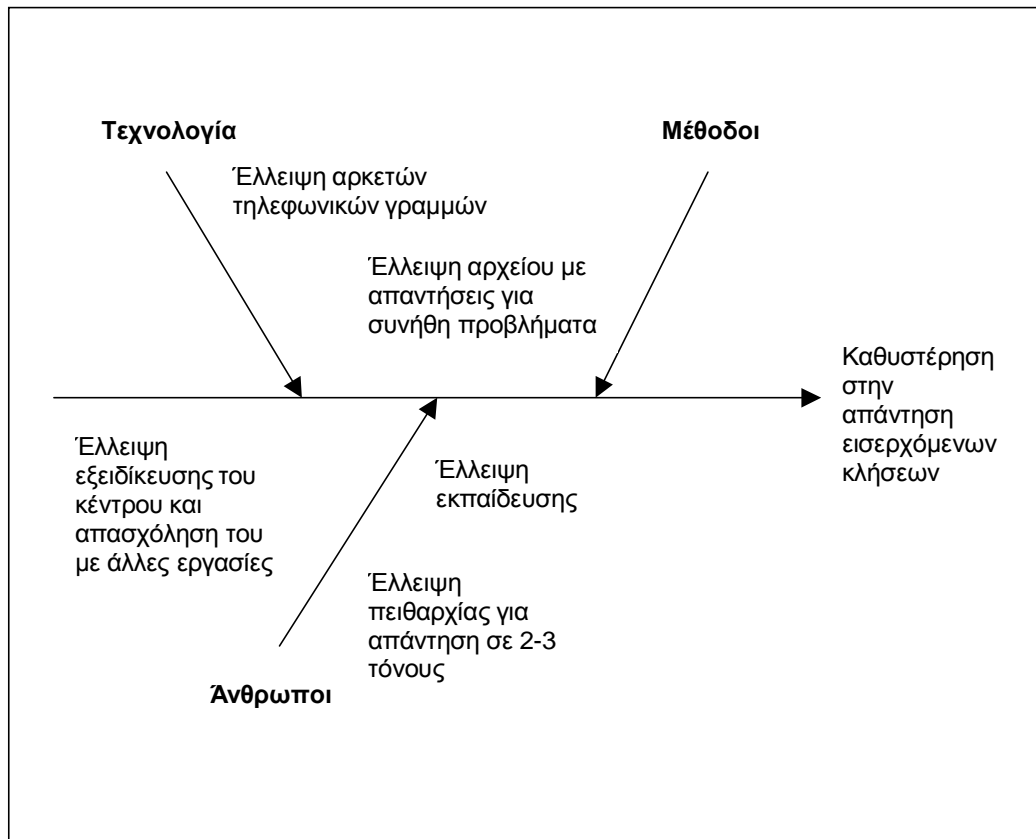 Τεχνολογία
Μέθοδοι
Έλλειψη αρκετών
τηλεφωνικών γραμμών
Έλλειψη αρχείου με
απαντήσεις για
συνήθη προβλήματα
Καθυστέρηση
στην
απάντηση
εισερχόμενων
κλήσεων
Έλλειψη
εξειδίκευσης του
κέντρου και
απασχόληση του
με άλλες εργασίες
Έλλειψη
εκπαίδευσης
Έλλειψη
πειθαρχίας για
απάντηση σε 2-3
τόνους
Άνθρωποι